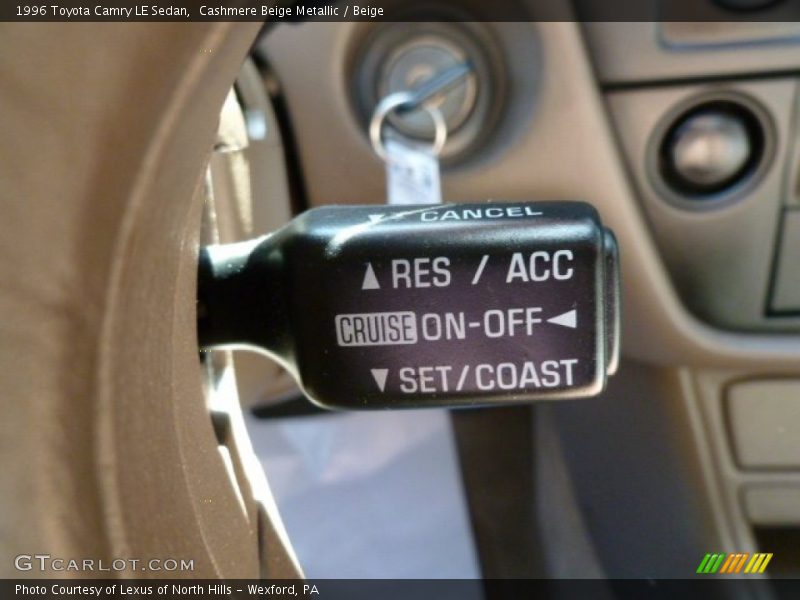 1996 Toyota Camry LE Sedan, Cashmere Beige Metallic / Beige
▼ CANCEL
▲ RES / ACC
CRUISE ON-OFF ◀
▼ SET/COAST
GTCARLOT.COM
Photo Courtesy of Lexus of North Hills - Wexford, PA